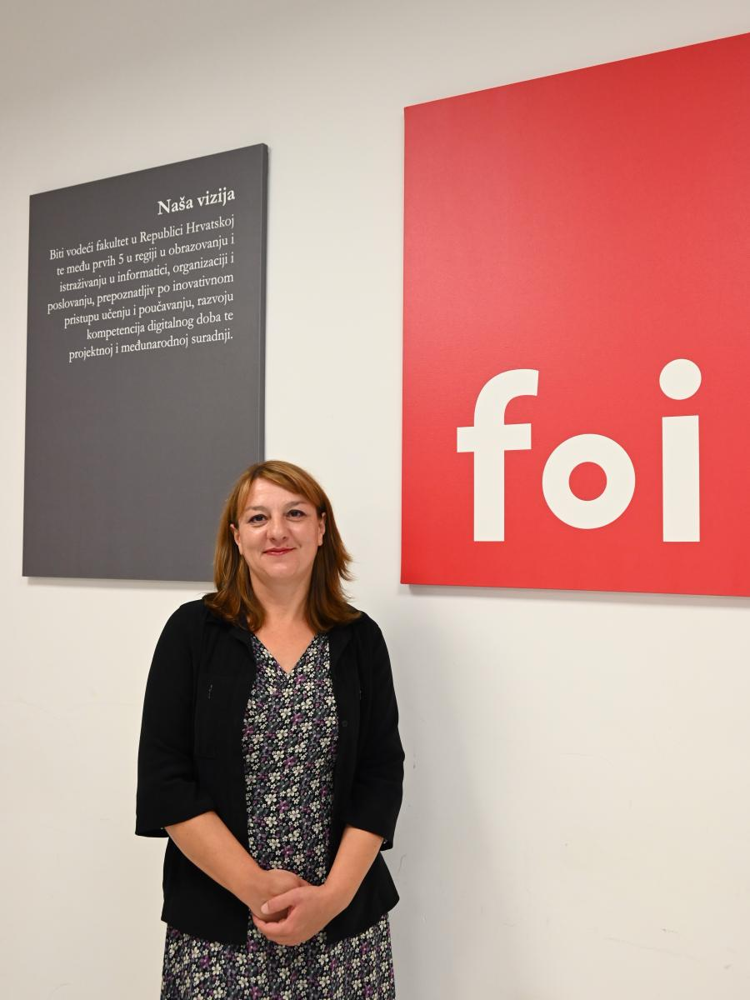 Naša vizija
Biti vodeći fakultet u Republici Hrvatskoj
te među prvih 5 u regiji u obrazovanju i
istraživanju u informatici, organizaciji i
poslovanju, prepoznatljiv po inovativnom
pristupu učenju i poučavanju, razvoju
kompetencija digitalnog doba te
projektnoj i međunarodnoj suradnji.
foi